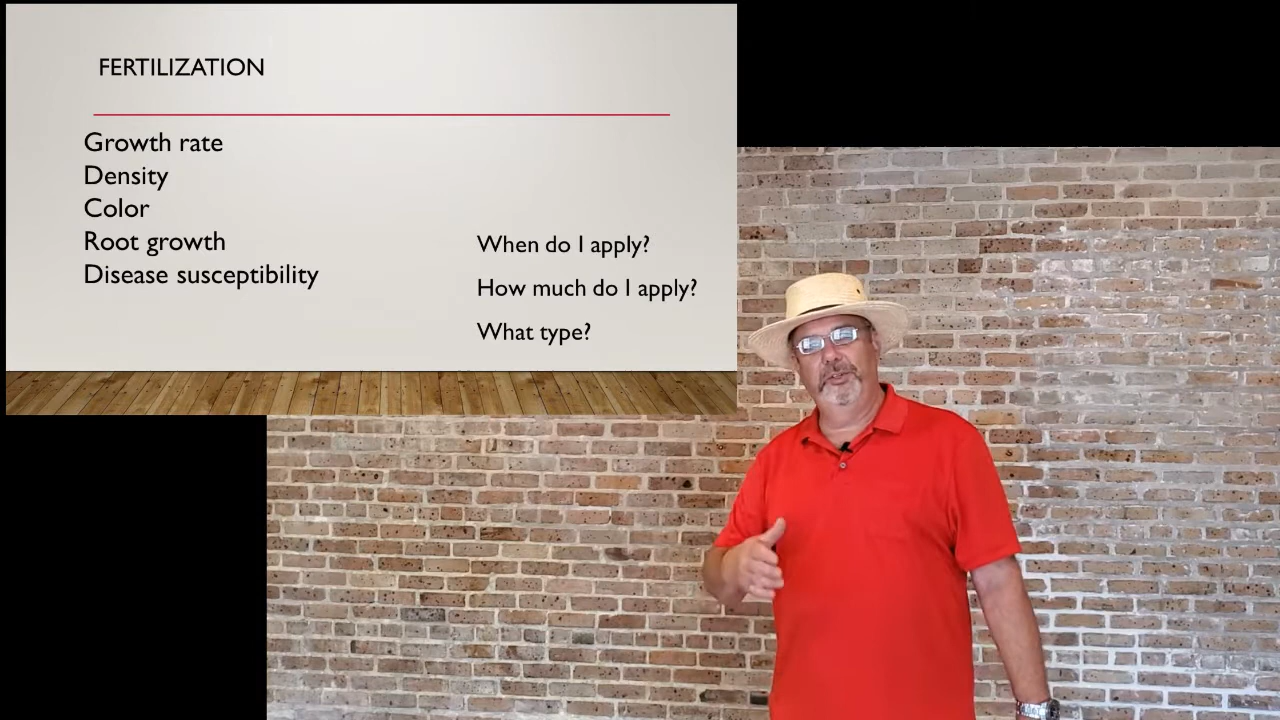 FERTILIZATION
Growth rate
Density
Color
Root growth
Disease susceptibility
When do I apply?
How much do I apply?
What type?